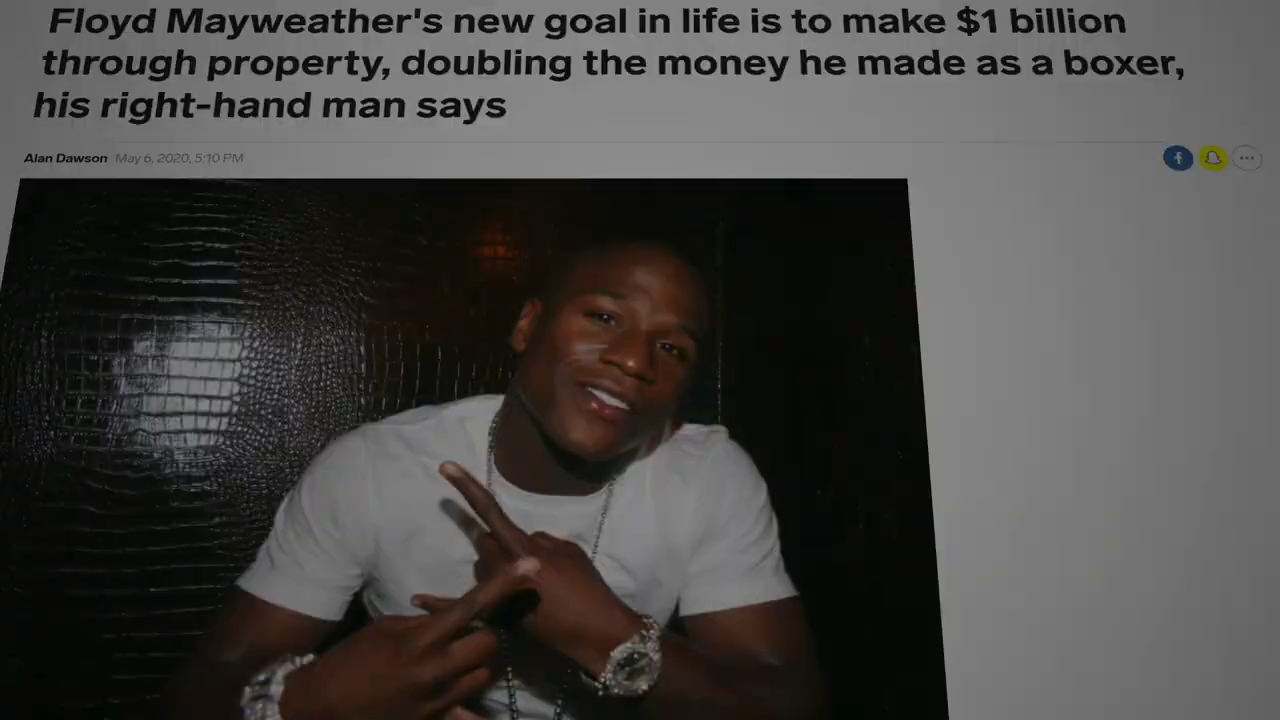 Floyd Mayweather's new goal in life is to make $1 billion
through property, doubling the money he made as a boxer,
his right-hand man says
Alan Dawson May 6, 2020, 5:10 PM